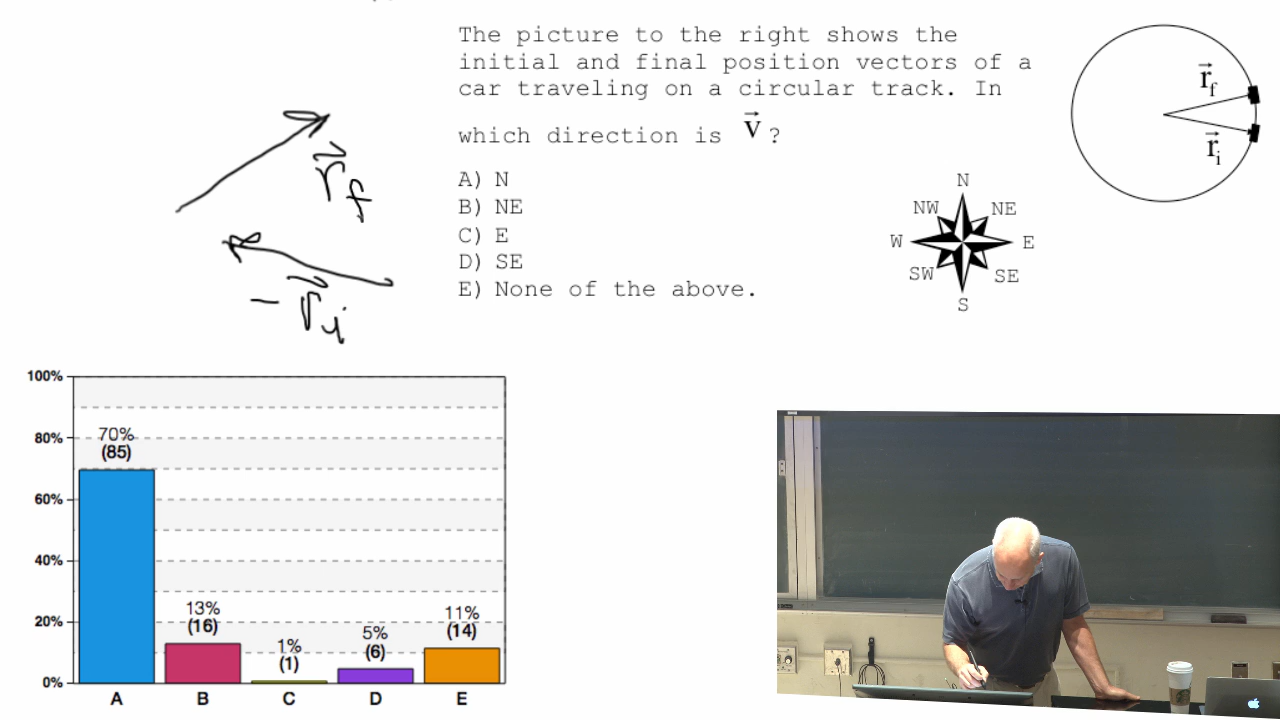 The picture to the right shows the
initial and final position vectors of a
car traveling on a circular track. In
which direction is v⃗ ?
A) N
B) NE
C) E
D) SE
E) None of the above.
r⃗f
r⃗i
N
NW NE
W E
SW SE
S
r⃗f
- r⃗i
100%
80%
60%
40%
20%
0%
70%
(85)
13%
(16)
1%
(1)
5%
(6)
11%
(14)
A B C D E